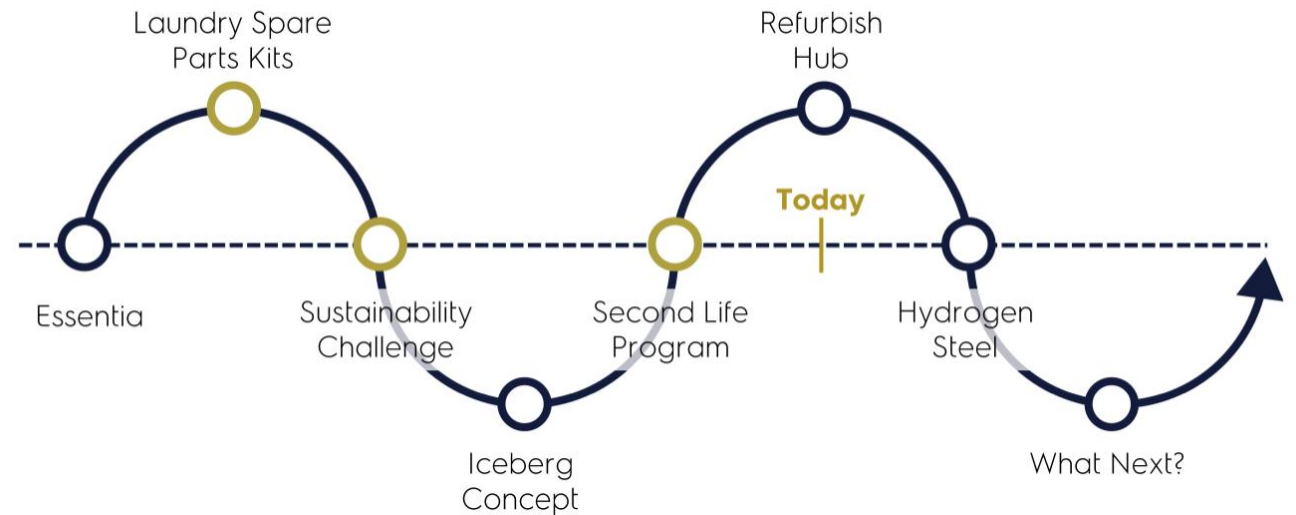 Laundry Spare
Parts Kits
Refurbish
Hub
Today
Essentia
Sustainability
Challenge
Second Life
Program
Hydrogen
Steel
Iceberg
Concept
What Next?